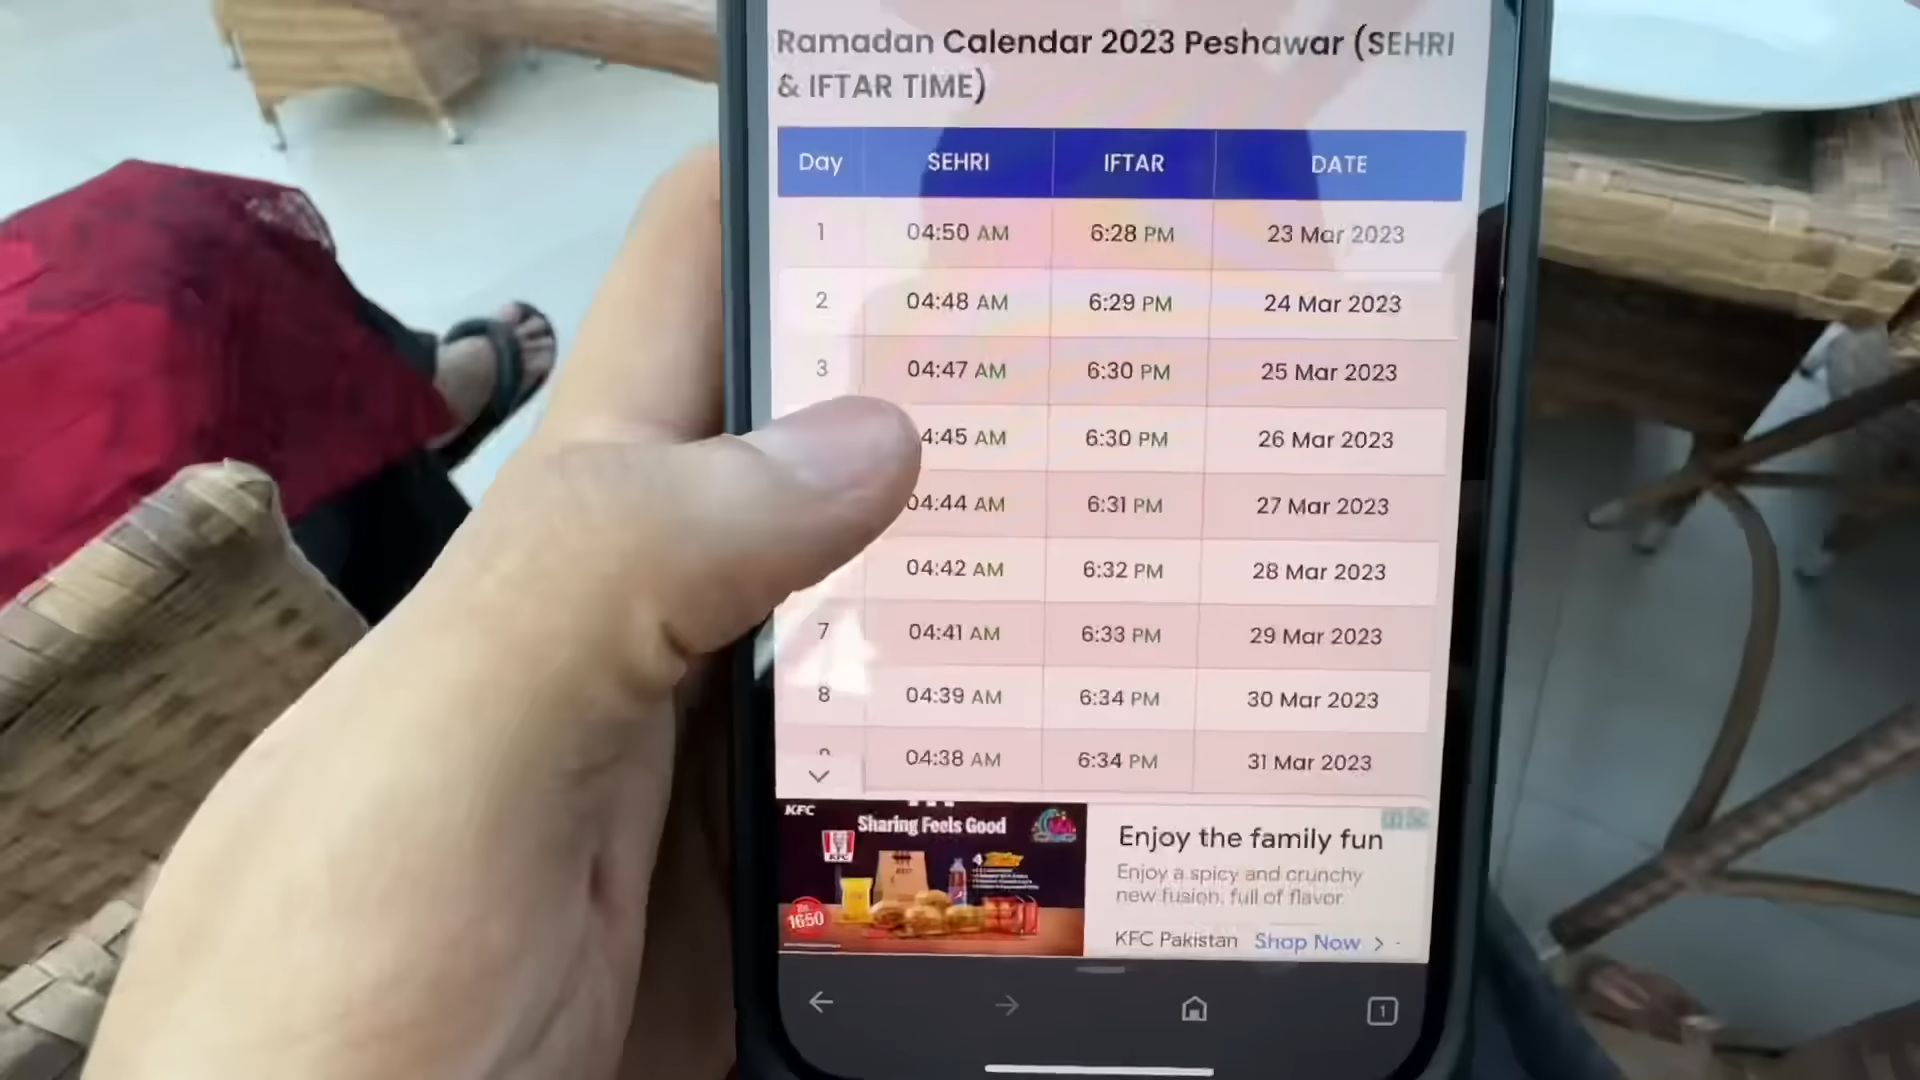 Ramadan Calendar 2023 Peshawar (SEHRI
& IFTAR TIME)
Day SEHRI IFTAR DATE
1 04:50 AM 6:28 PM 23 Mar 2023
2 04:48 AM 6:29 PM 24 Mar 2023
3 04:47 AM 6:30 PM 25 Mar 2023
4:45 AM 6:30 PM 26 Mar 2023
04:44 AM 6:31 PM 27 Mar 2023
04:42 AM 6:32 PM 28 Mar 2023
7 04:41 AM 6:33 PM 29 Mar 2023
8 04:39 AM 6:34 PM 30 Mar 2023
04:38 AM 6:34 PM 31 Mar 2023
KFC
Sharing Feels Good
KFC
1650
Enjoy the family fun
Enjoy a spicy and crunchy
new fusion, full of flavor
KFC Pakistan Shop Now
1